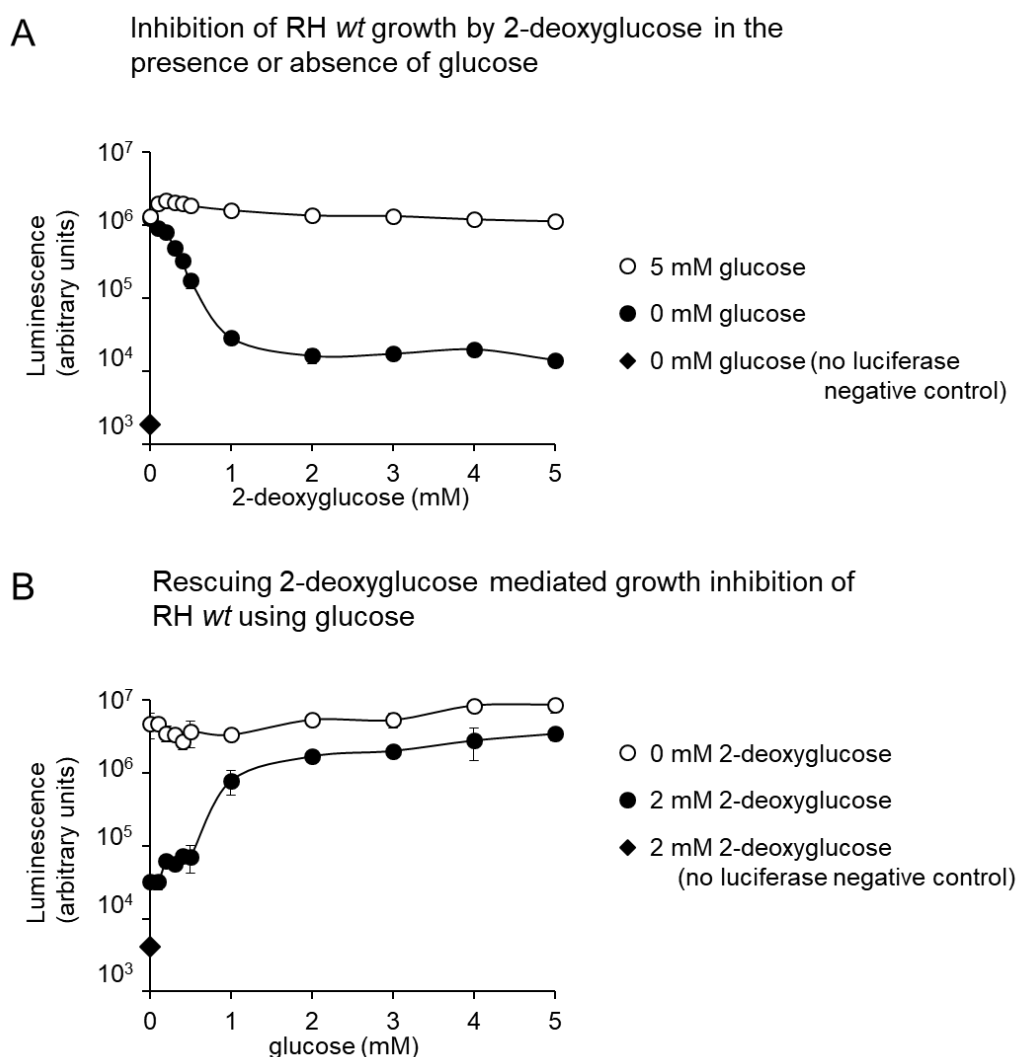 A
Inhibition of RH wt growth by 2-deoxyglucose in the
presence or absence of glucose
Luminescence
(arbitrary units)
10⁷
10⁶
10⁵
10⁴
10³
0 1 2 3 4 5
2-deoxyglucose (mM)
5 mM glucose
0 mM glucose
0 mM glucose (no luciferase
negative control)
B
Rescuing 2-deoxyglucose mediated growth inhibition of
RH wt using glucose
Luminescence
(arbitrary units)
10⁷
10⁶
10⁵
10⁴
10³
0 1 2 3 4 5
glucose (mM)
0 mM 2-deoxyglucose
2 mM 2-deoxyglucose
2 mM 2-deoxyglucose
(no luciferase negative control)